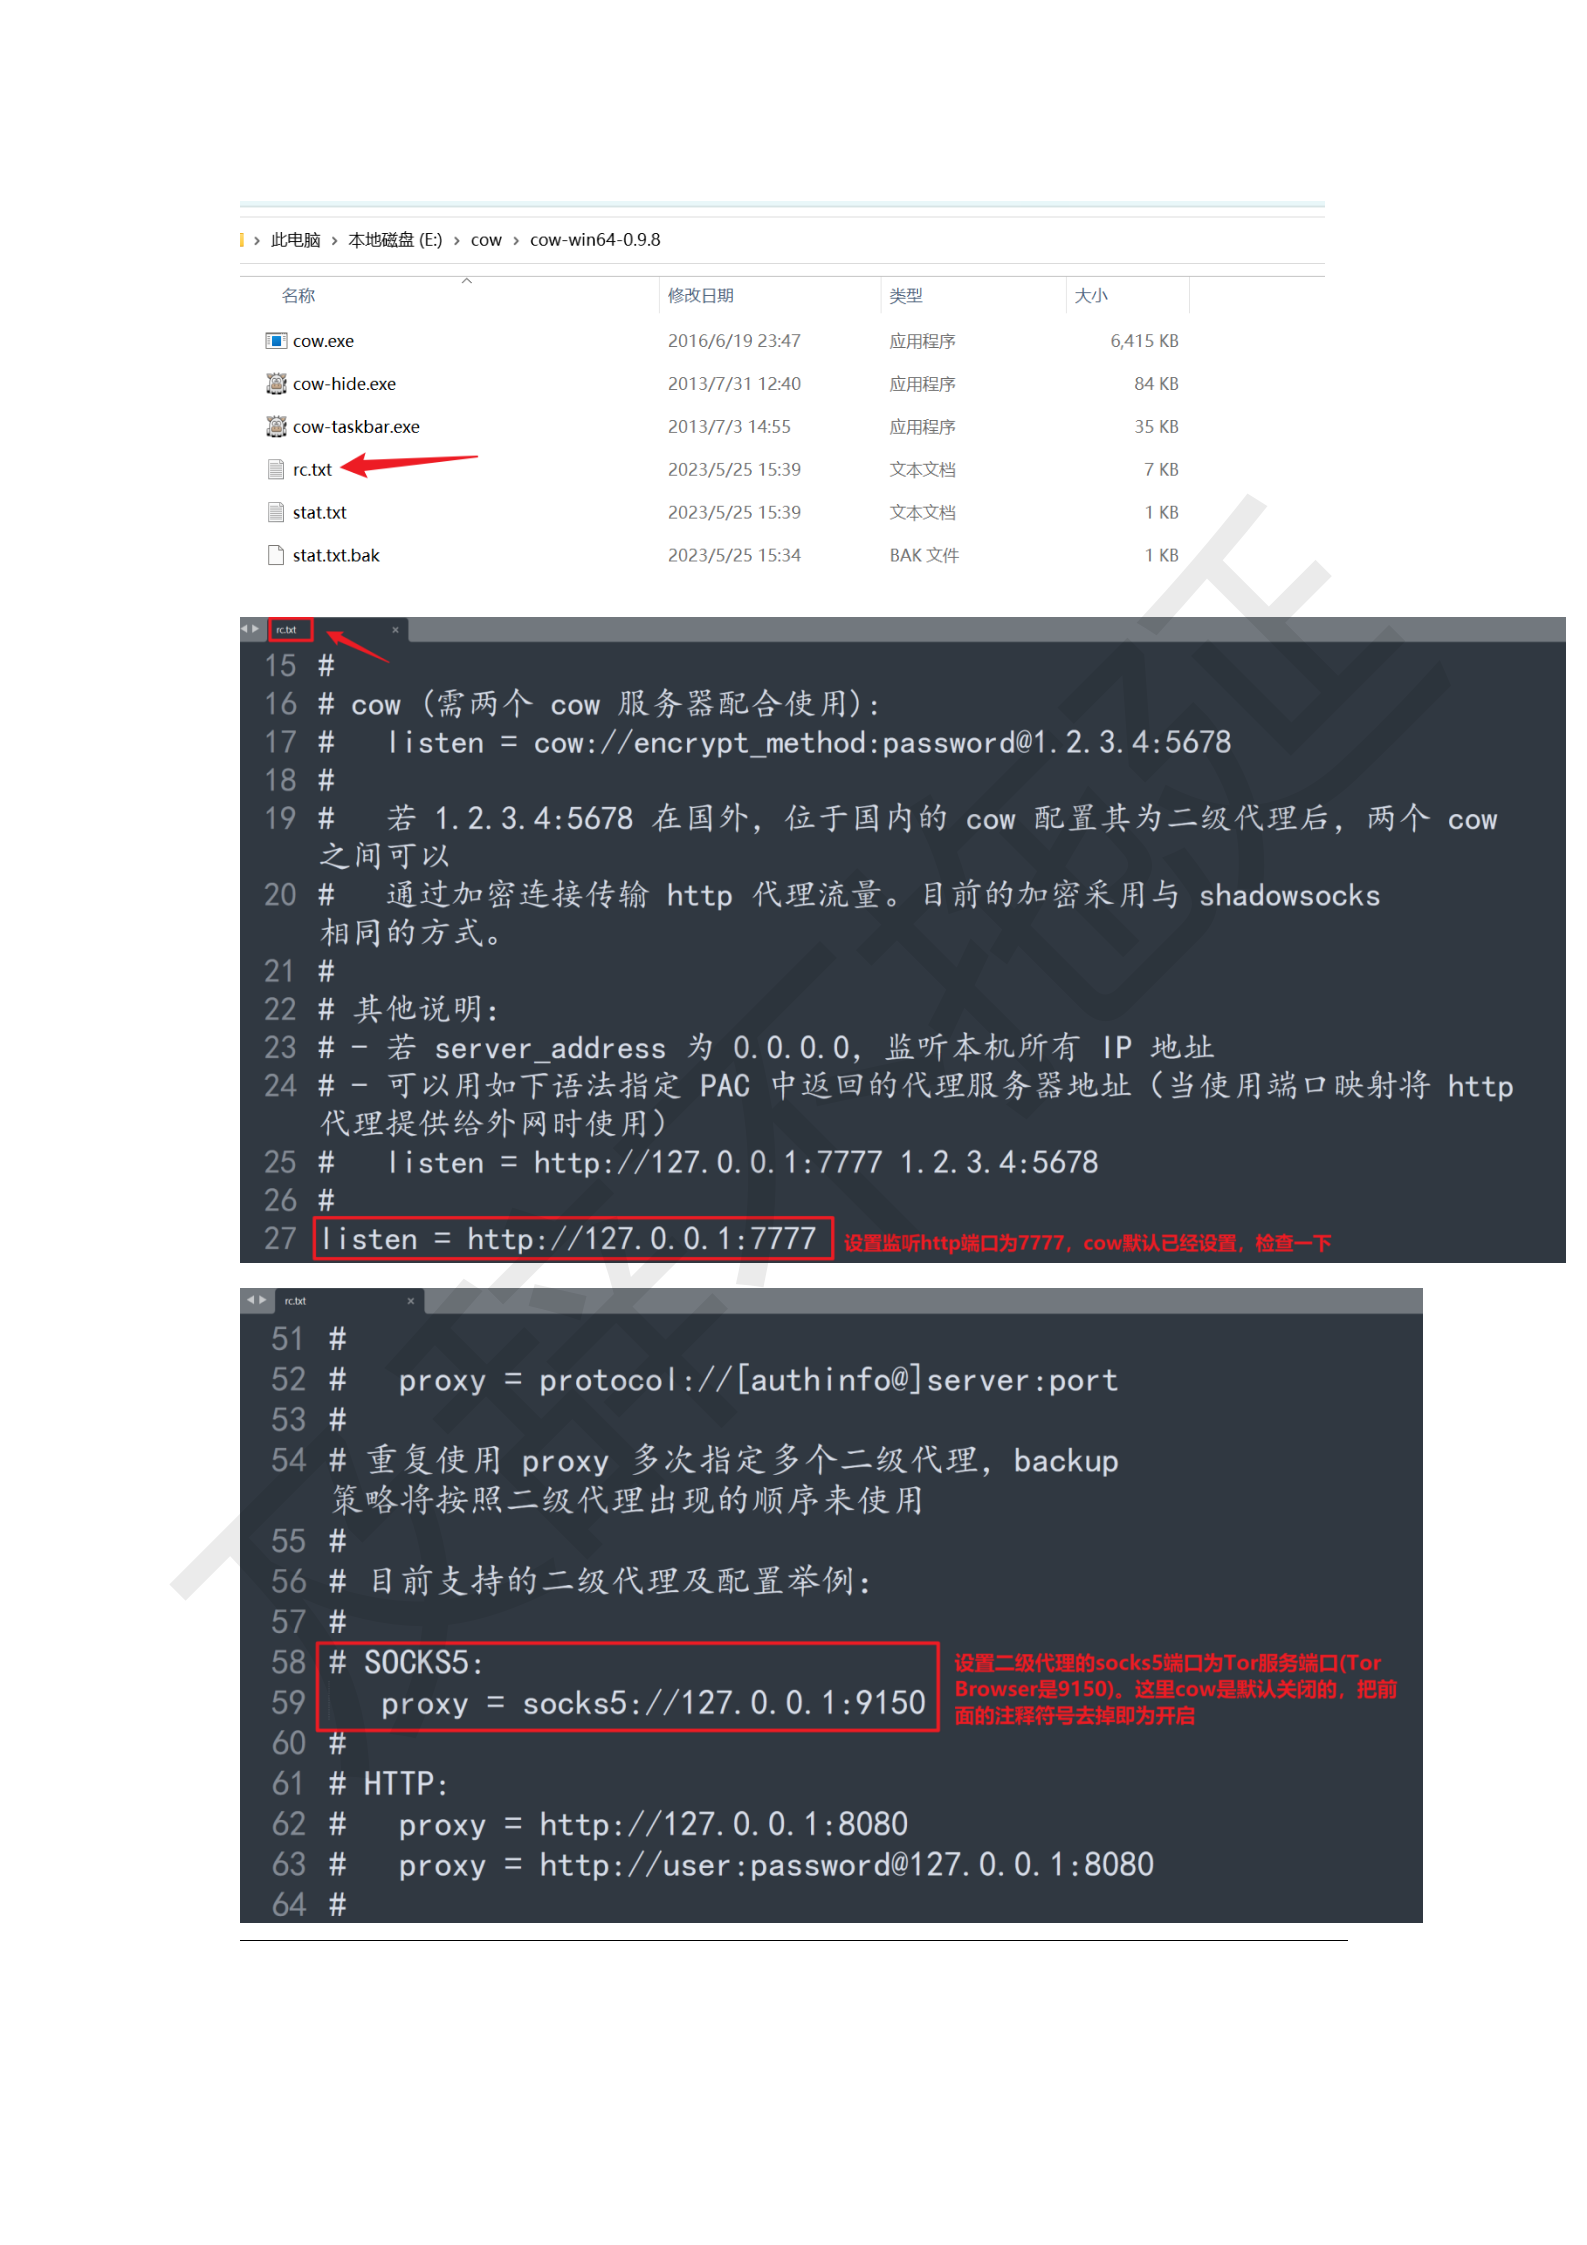 此电脑 › 本地磁盘 (E:) › cow › cow-win64-0.9.8
名称 修改日期 类型 大小
cow.exe 2016/6/19 23:47 应用程序 6,415 KB
cow-hide.exe 2013/7/31 12:40 应用程序 84 KB
cow-taskbar.exe 2013/7/3 14:55 应用程序 35 KB
rc.txt 2023/5/25 15:39 文本文档 7 KB
stat.txt 2023/5/25 15:39 文本文档 1 KB
stat.txt.bak 2023/5/25 15:34 BAK 文件 1 KB
rc.txt
15 #
16 # cow (需两个 cow 服务器配合使用):
17 # listen = cow://encrypt_method:password@1.2.3.4:5678
18 #
19 # 若 1.2.3.4:5678 在国外，位于国内的 cow 配置其为二级代理后，两个 cow
之间可以
20 # 通过加密连接传输 http 代理流量。目前的加密采用与 shadowsocks
相同的方式。
21 #
22 # 其他说明：
23 # - 若 server_address 为 0.0.0.0，监听本机所有 IP 地址
24 # - 可以用如下语法指定 PAC 中返回的代理服务器地址（当使用端口映射将 http
代理提供给外网时使用）
25 # listen = http://127.0.0.1:7777 1.2.3.4:5678
26 #
27 listen = http://127.0.0.1:7777 设置监听http端口为7777，cow默认已经设置，检查一下
rc.txt
51 #
52 # proxy = protocol://[authinfo@]server:port
53 #
54 # 重复使用 proxy 多次指定多个二级代理，backup
策略将按照二级代理出现的顺序来使用
55 #
56 # 目前支持的二级代理及配置举例：
57 #
58 # SOCKS5:
59 proxy = socks5://127.0.0.1:9150
设置二级代理的socks5端口为Tor服务端口(Tor
Browser是9150)。这里cow是默认关闭的，把前
面的注释符号去掉即为开启
60 #
61 # HTTP:
62 # proxy = http://127.0.0.1:8080
63 # proxy = http://user:password@127.0.0.1:8080
64 #